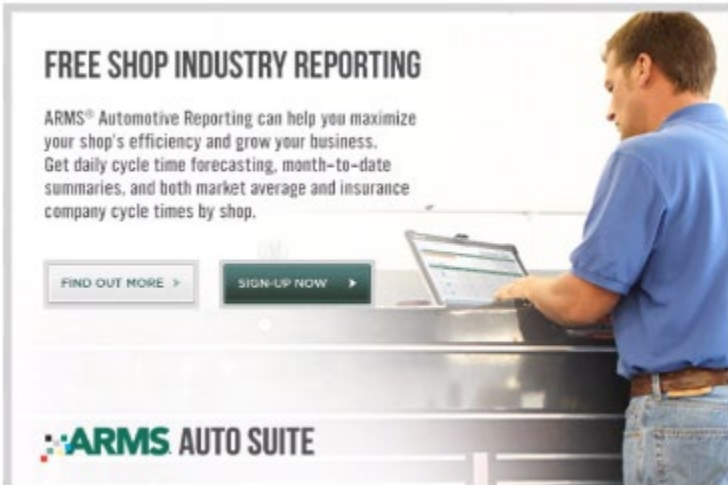 FREE SHOP INDUSTRY REPORTING
ARMS® Automotive Reporting can help you maximize
your shop's efficiency and grow your business.
Get daily cycle time forecasting, month-to-date
summaries, and both market average and insurance
company cycle times by shop.
FIND OUT MORE
SIGN-UP NOW
ARMS AUTO SUITE